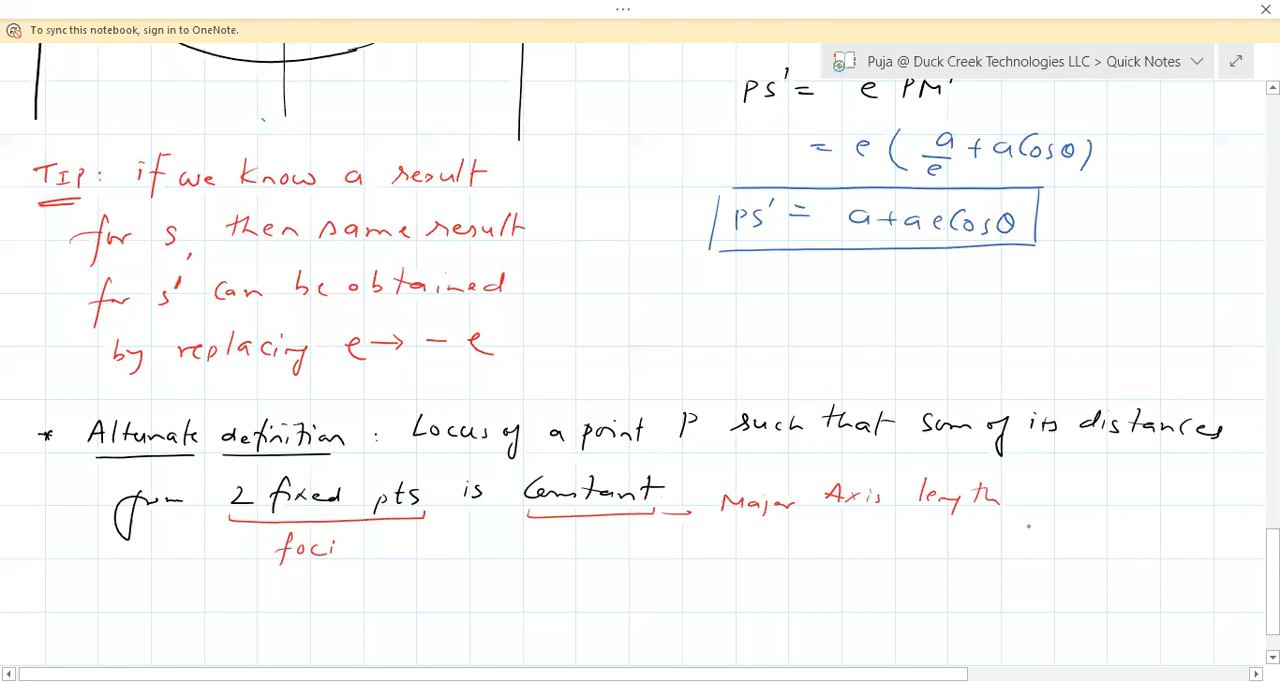 To sync this notebook, sign in to OneNote.
Puja @ Duck Creek Technologies LLC > Quick Notes
PS' = e PM'
= e ( a/e + a Cos θ )
PS' = a + a e Cos θ
TIP: if we know a result
for s, then same result
for s' can be obtained
by replacing e → - e
* Alternate definition : Locus of a point P such that sum of its distances
from 2 fixed pts is Constant → Major Axis length
foci